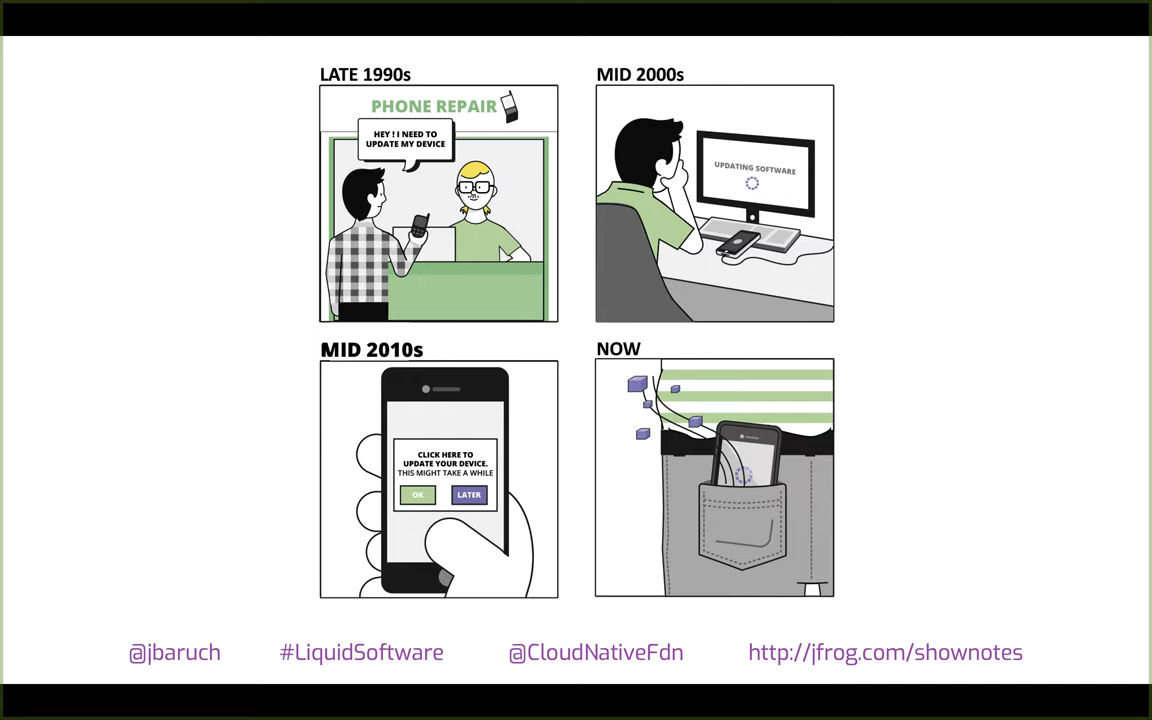 LATE 1990s
PHONE REPAIR
HEY ! I NEED TO
UPDATE MY DEVICE
MID 2000s
UPDATING SOFTWARE
MID 2010s
CLICK HERE TO
UPDATE YOUR DEVICE.
THIS MIGHT TAKE A WHILE
OK
LATER
NOW
@jbaruch
#LiquidSoftware
@CloudNativeFdn
http://jfrog.com/shownotes